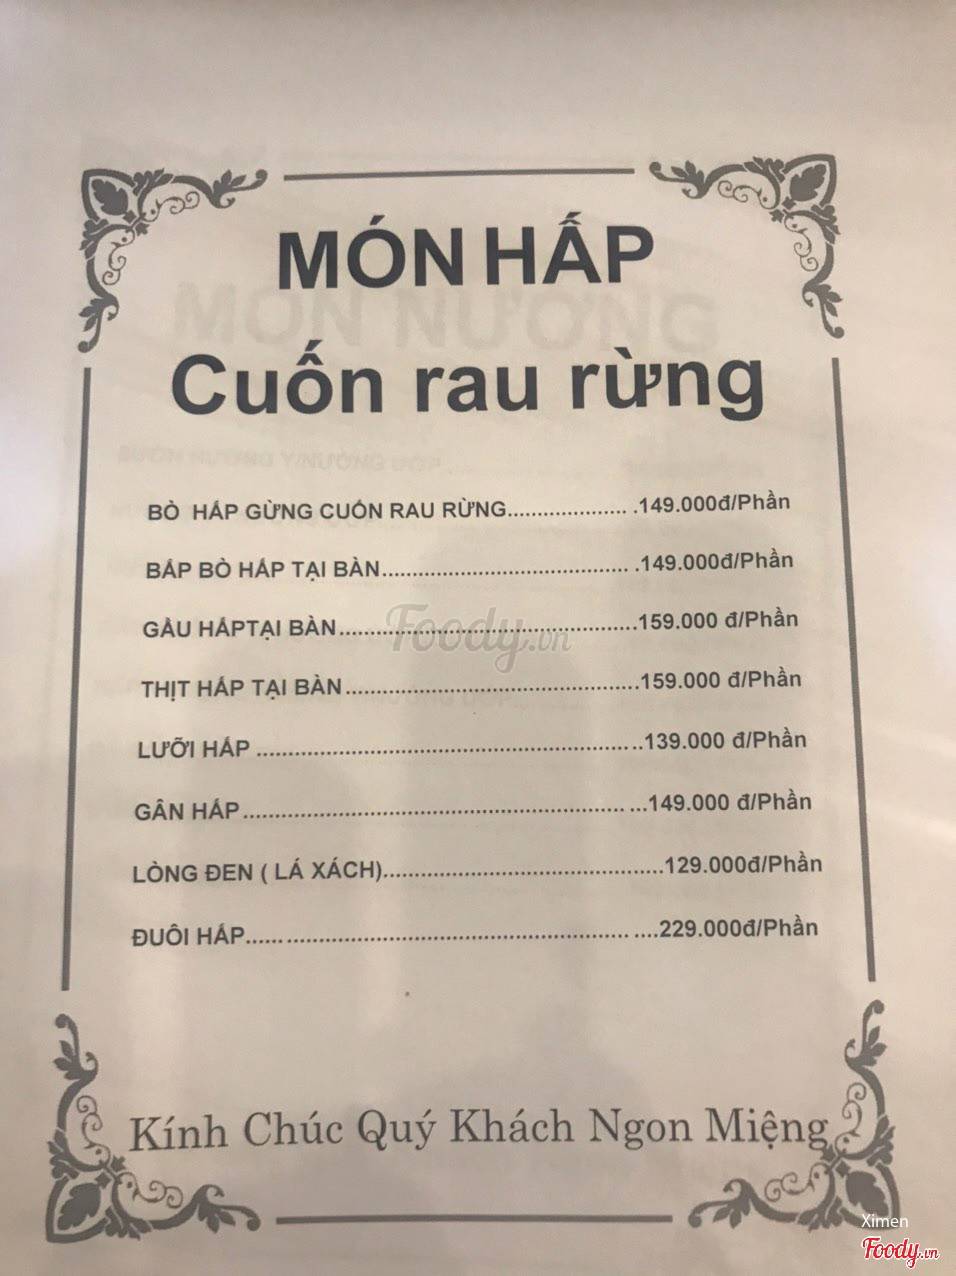 MÓN HẤP
MÓN NƯỚNG
Cuốn rau rừng
BÒ HẤP GỪNG CUỐN RAU RỪNG..................... .149.000đ/Phần
BẮP BÒ HẤP TẠI BÀN............................................ .149.000đ/Phần
GẦU HẤPTẠI BÀN.....................................................159.000 đ/Phần
Foody.vn
THỊT HẤP TẠI BÀN....................................................159.000 đ/Phần
LƯỠI HẤP .................................................................. ..139.000 đ/Phần
GÂN HẤP.................................................................... ...149.000 đ/Phần
LÒNG ĐEN ( LÁ XÁCH)..................................................129.000đ/Phần
ĐUÔI HẤP...... ............................................................. ....229.000đ/Phần
Kính Chúc Quý Khách Ngon Miệng
Ximen
Foody.vn